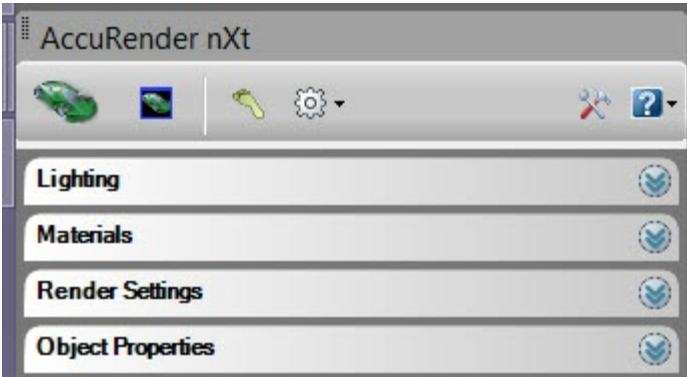 AccuRender nXt
Lighting
Materials
Render Settings
Object Properties